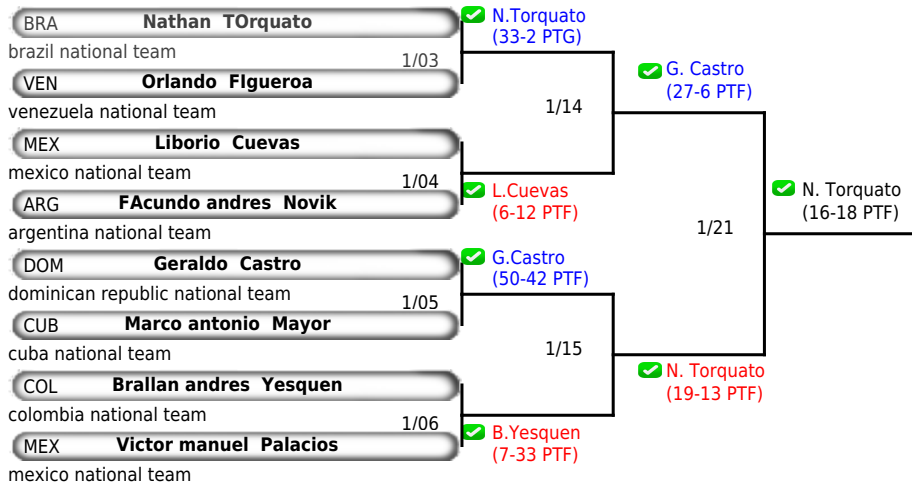 BRA Nathan TOrquato
brazil national team
1/03
VEN Orlando FIgueroa
venezuela national team
MEX Liborio Cuevas
mexico national team
1/04
ARG FAcundo andres Novik
argentina national team
DOM Geraldo Castro
dominican republic national team
1/05
CUB Marco antonio Mayor
cuba national team
COL Brallan andres Yesquen
colombia national team
1/06
MEX Victor manuel Palacios
mexico national team
N.Torquato
(33-2 PTG)
1/14
L.Cuevas
(6-12 PTF)
G.Castro
(50-42 PTF)
1/15
B.Yesquen
(7-33 PTF)
G. Castro
(27-6 PTF)
1/21
N. Torquato
(19-13 PTF)
N. Torquato
(16-18 PTF)